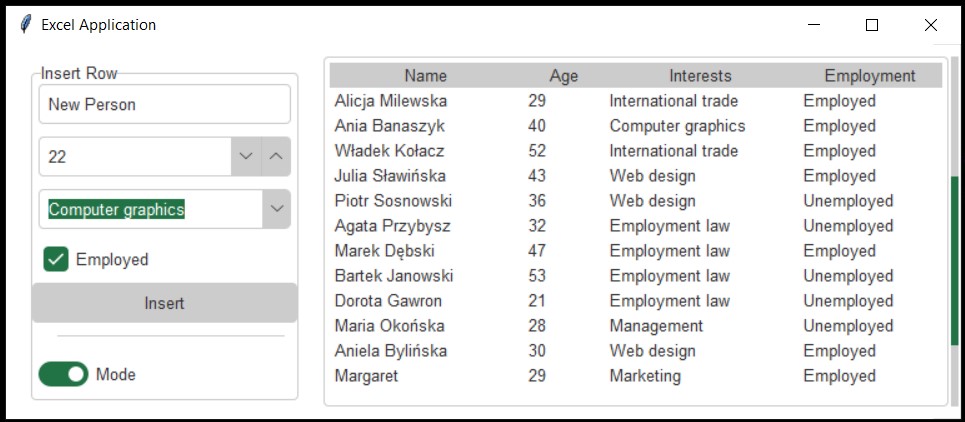 Excel Application
Insert Row
New Person
22
Computer graphics
Employed
Insert
Mode
Name Age Interests Employment
Alicja Milewska 29 International trade Employed
Ania Banaszyk 40 Computer graphics Employed
Władek Kołacz 52 International trade Employed
Julia Sławińska 43 Web design Employed
Piotr Sosnowski 36 Web design Unemployed
Agata Przybysz 32 Employment law Unemployed
Marek Dębski 47 Employment law Employed
Bartek Janowski 53 Employment law Unemployed
Dorota Gawron 21 Employment law Unemployed
Maria Okońska 28 Management Unemployed
Aniela Bylińska 30 Web design Employed
Margaret 29 Marketing Employed